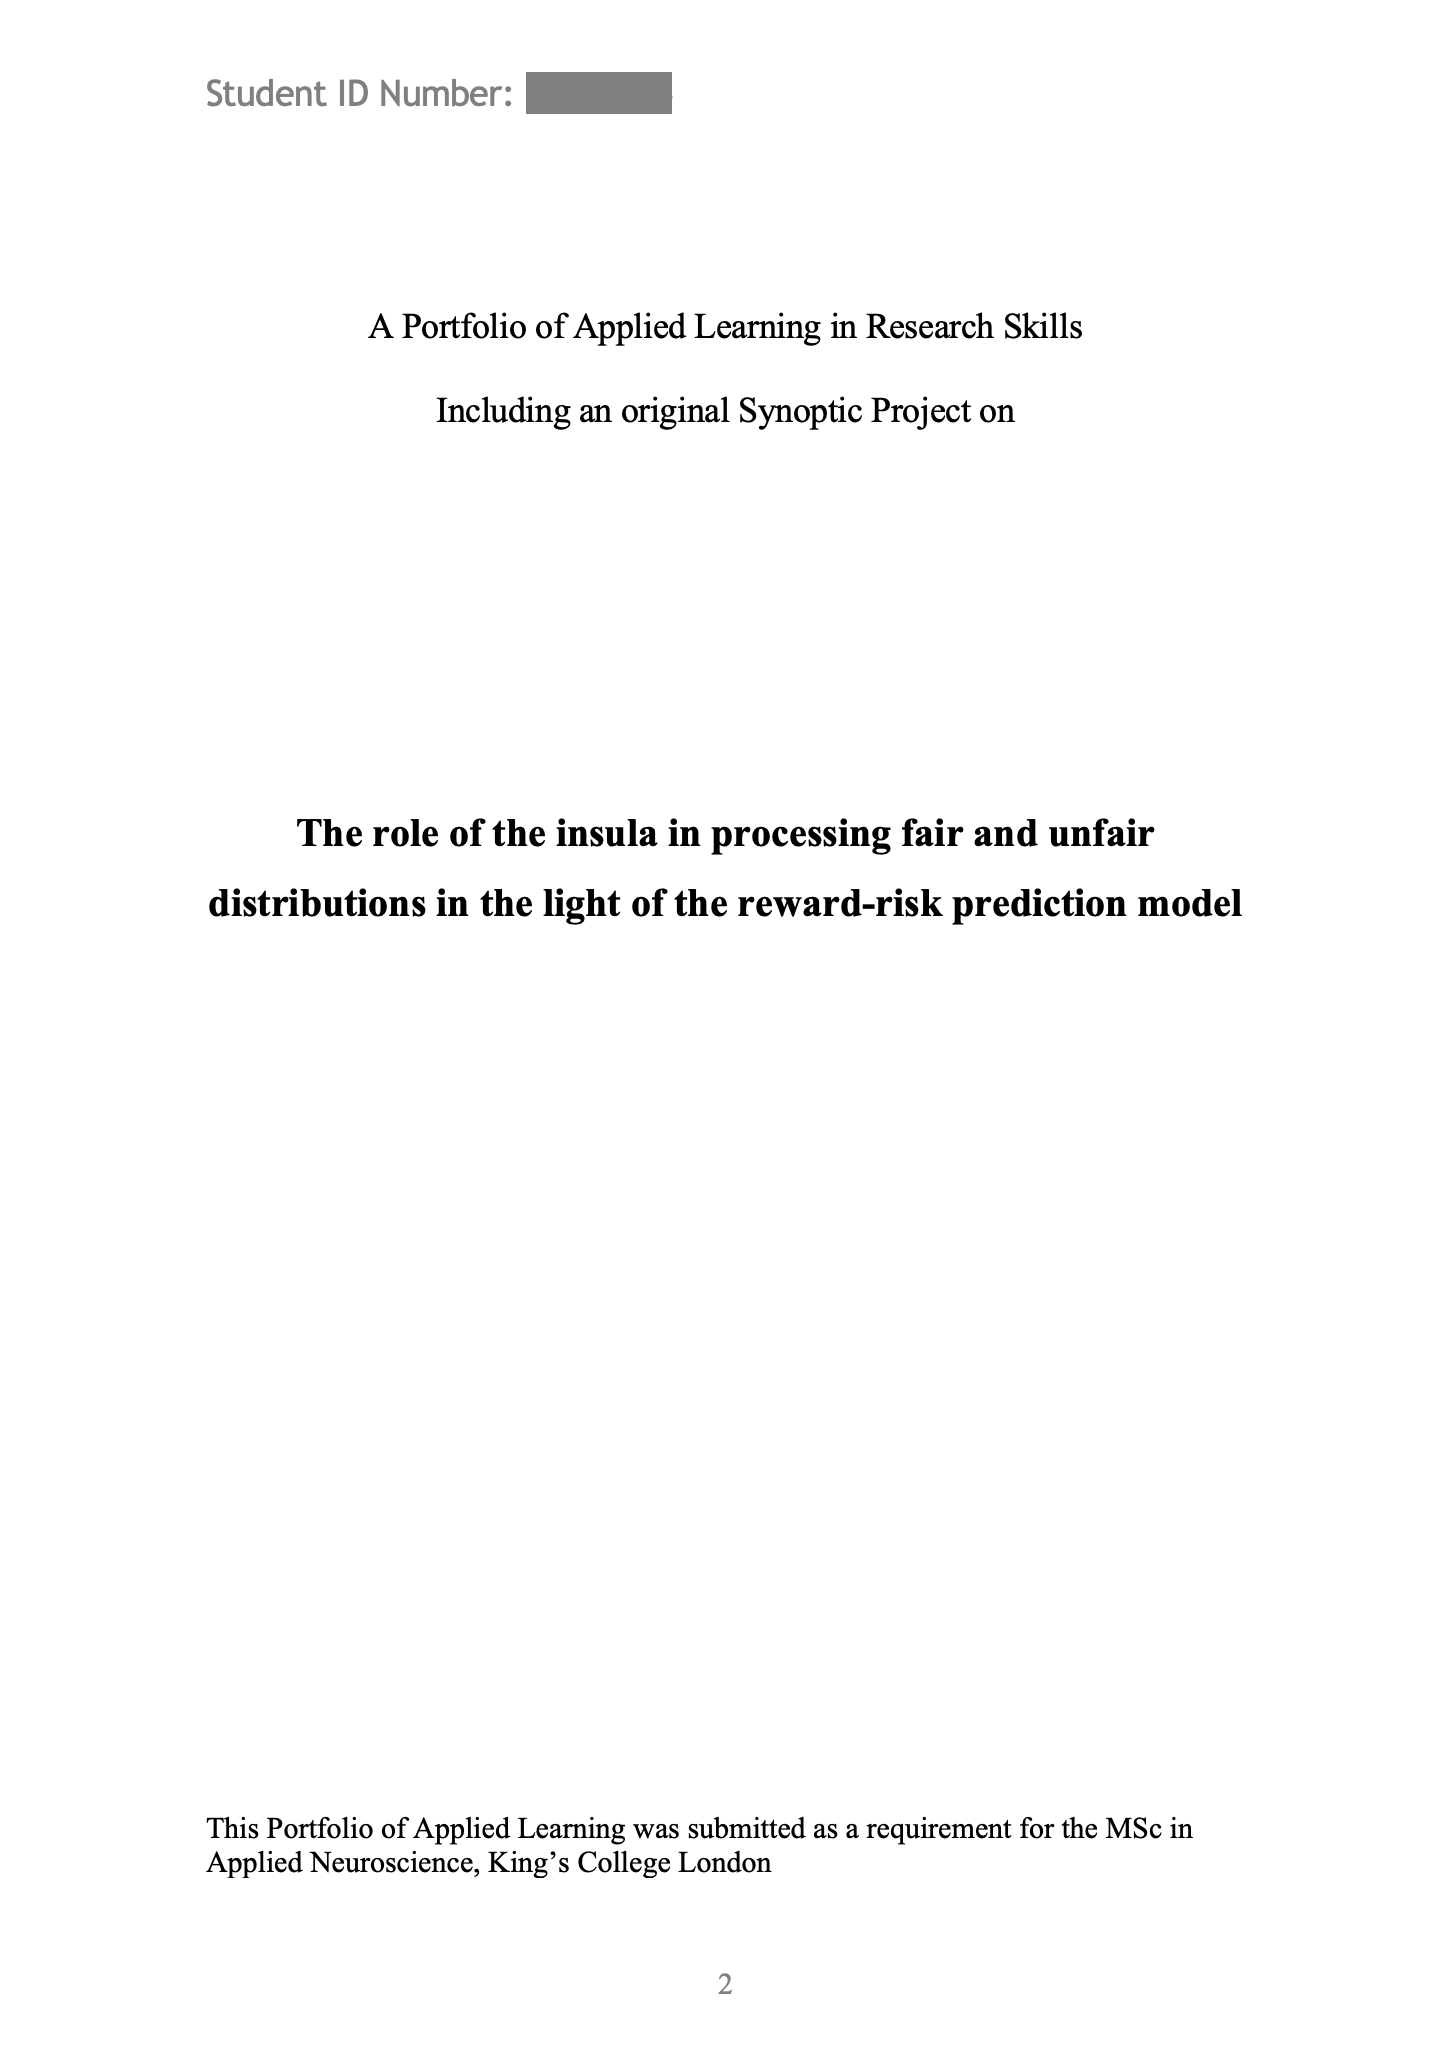 Student ID Number:
A Portfolio of Applied Learning in Research Skills
Including an original Synoptic Project on
The role of the insula in processing fair and unfair
distributions in the light of the reward-risk prediction model
This Portfolio of Applied Learning was submitted as a requirement for the MSc in
Applied Neuroscience, King’s College London
2